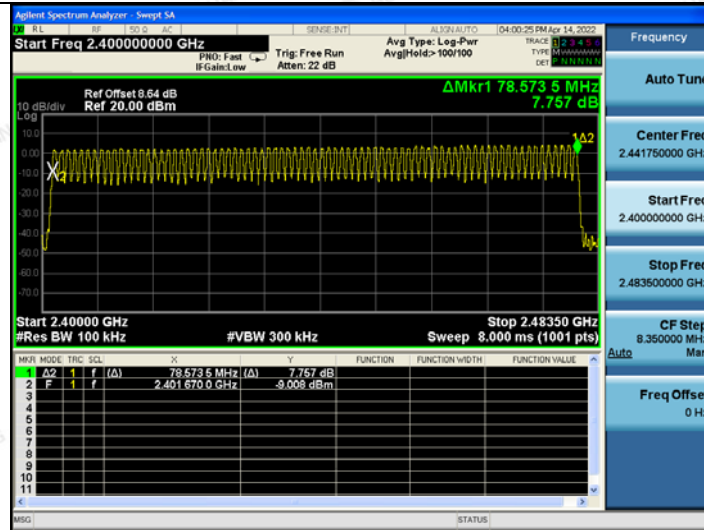 Agilent Spectrum Analyzer - Swept SA
RL RF 50 Ω AC SENSE:INT ALIGNAUTO 04:00:25 PM Apr 14, 2022
Start Freq 2.400000000 GHz
PNO: Fast
IFGain:Low
Trig: Free Run
Atten: 22 dB
Avg Type: Log-Pwr
Avg|Hold:>100/100
TRACE 1 2 3 4 5 6
TYPE M
DET P N N N N N
Ref Offset 8.64 dB
Ref 20.00 dBm
10 dB/div
Log
ΔMkr1 78.573 5 MHz
7.757 dB
10.0
0.00
-10.0
-20.0
-30.0
-40.0
-50.0
-60.0
-70.0
1Δ2
2
Start 2.40000 GHz
#Res BW 100 kHz
#VBW 300 kHz
Stop 2.48350 GHz
Sweep 8.000 ms (1001 pts)
MKR MODE TRC SCL X Y FUNCTION FUNCTION WIDTH FUNCTION VALUE
1 Δ2 1 f (Δ) 78.573 5 MHz (Δ) 7.757 dB
2 F 1 f 2.401 670 0 GHz -9.008 dBm
3
4
5
6
7
8
9
10
11
MSG STATUS
Frequency
Auto Tune
Center Freq
2.441750000 GHz
Start Freq
2.400000000 GHz
Stop Freq
2.483500000 GHz
CF Step
8.350000 MHz
Auto Man
Freq Offset
0 Hz